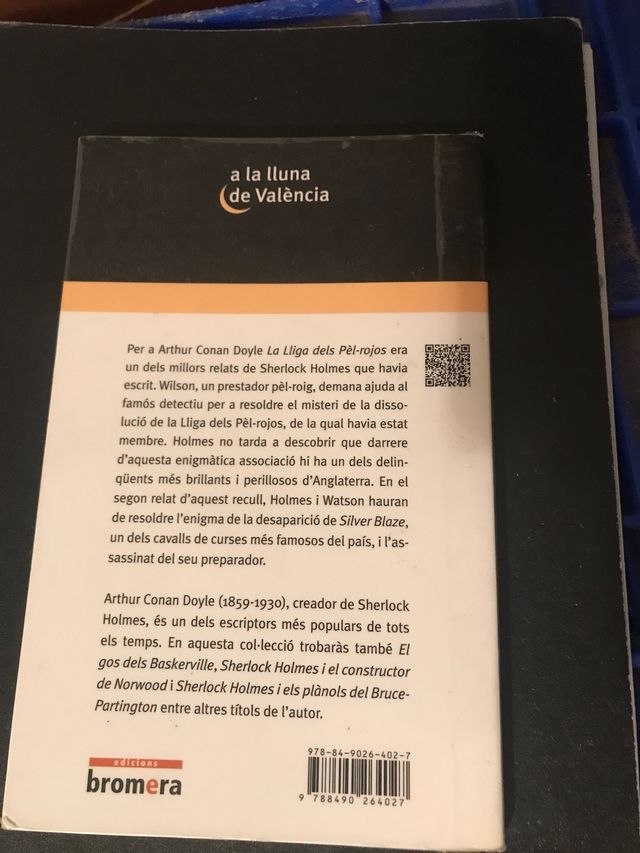 a la lluna
de València
Per a Arthur Conan Doyle La Lliga dels Pèl-rojos era
un dels millors relats de Sherlock Holmes que havia
escrit. Wilson, un prestador pèl-roig, demana ajuda al
famós detectiu per a resoldre el misteri de la disso-
lució de la Lliga dels Pèl-rojos, de la qual havia estat
membre. Holmes no tarda a descobrir que darrere
d'aquesta enigmàtica associació hi ha un dels delin-
qüents més brillants i perillosos d'Anglaterra. En el
segon relat d'aquest recull, Holmes i Watson hauran
de resoldre l'enigma de la desaparició de Silver Blaze,
un dels cavalls de curses més famosos del país, i l'as-
sassinat del seu preparador.
Arthur Conan Doyle (1859-1930), creador de Sherlock
Holmes, és un dels escriptors més populars de tots
els temps. En aquesta col·lecció trobaràs també El
gos dels Baskerville, Sherlock Holmes i el constructor
de Norwood i Sherlock Holmes i els plànols del Bruce-
Partington entre altres títols de l'autor.
edicions
bromera
978-84-9026-402-7
9 788490 264027